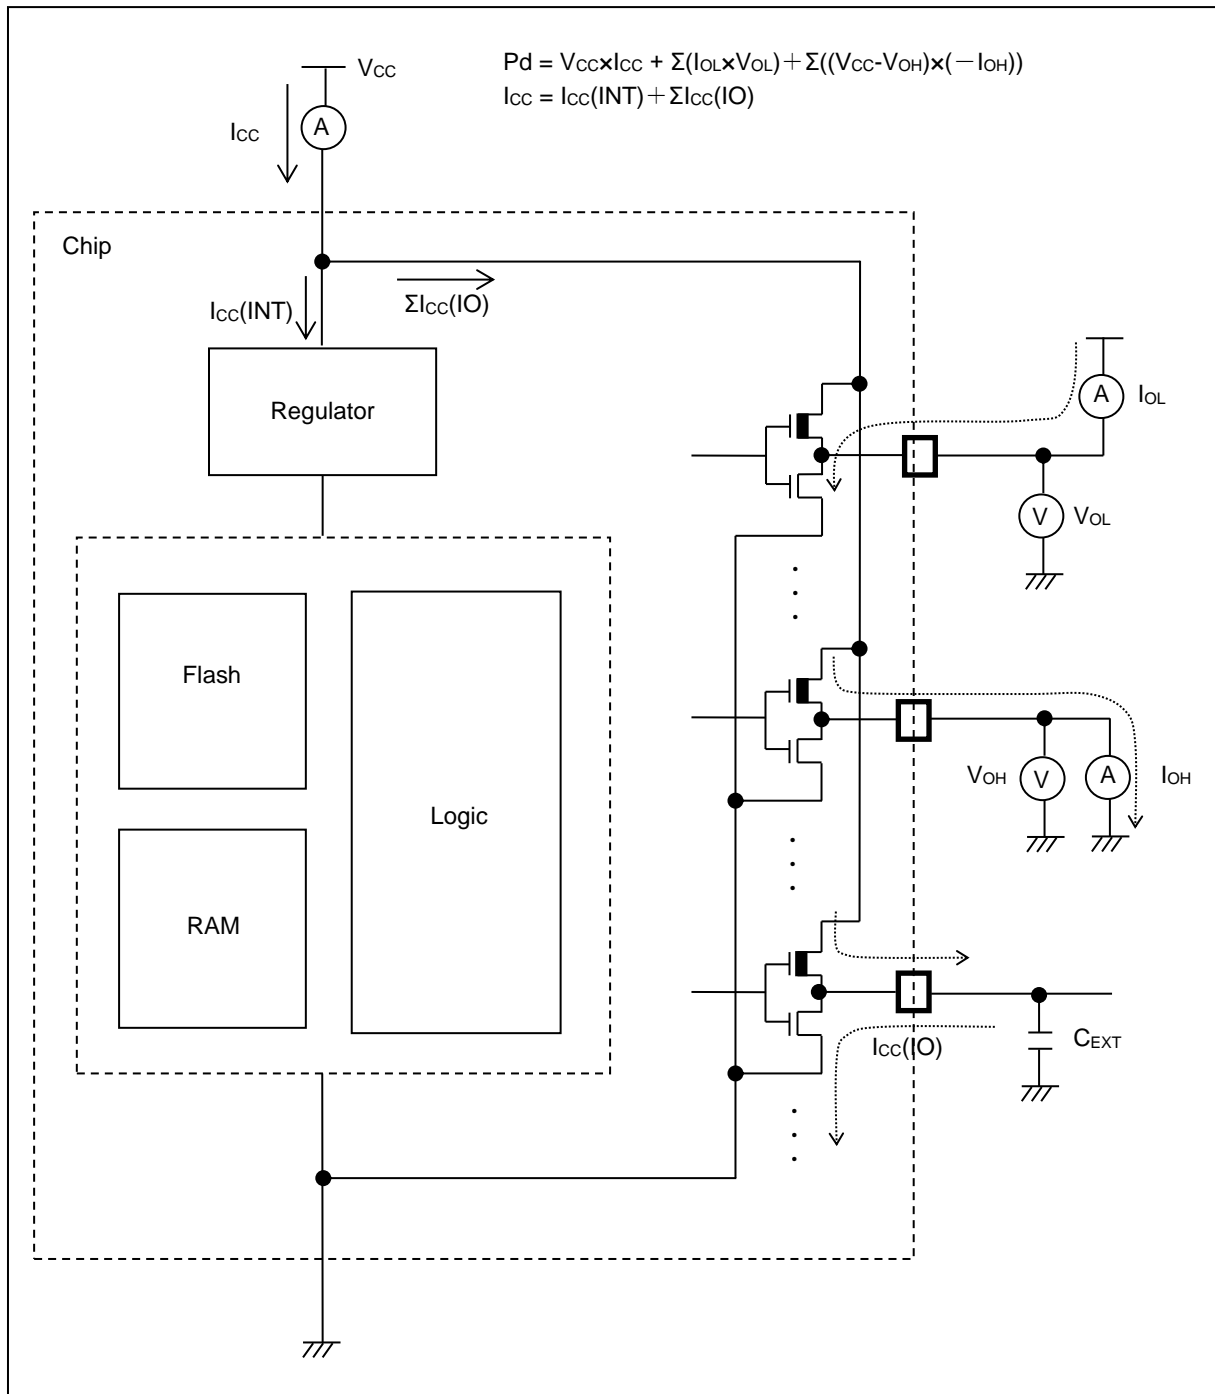 Pd = VCC×ICC + Σ(IOL×VOL)+Σ((VCC-VOH)×(-IOH))
ICC = ICC(INT)+ΣICC(IO)
VCC
A
ICC
Chip
ICC(INT)
ΣICC(IO)
Regulator
A
IOL
V
VOL
Flash
Logic
RAM
VOH
V
A
IOH
ICC(IO)
CEXT